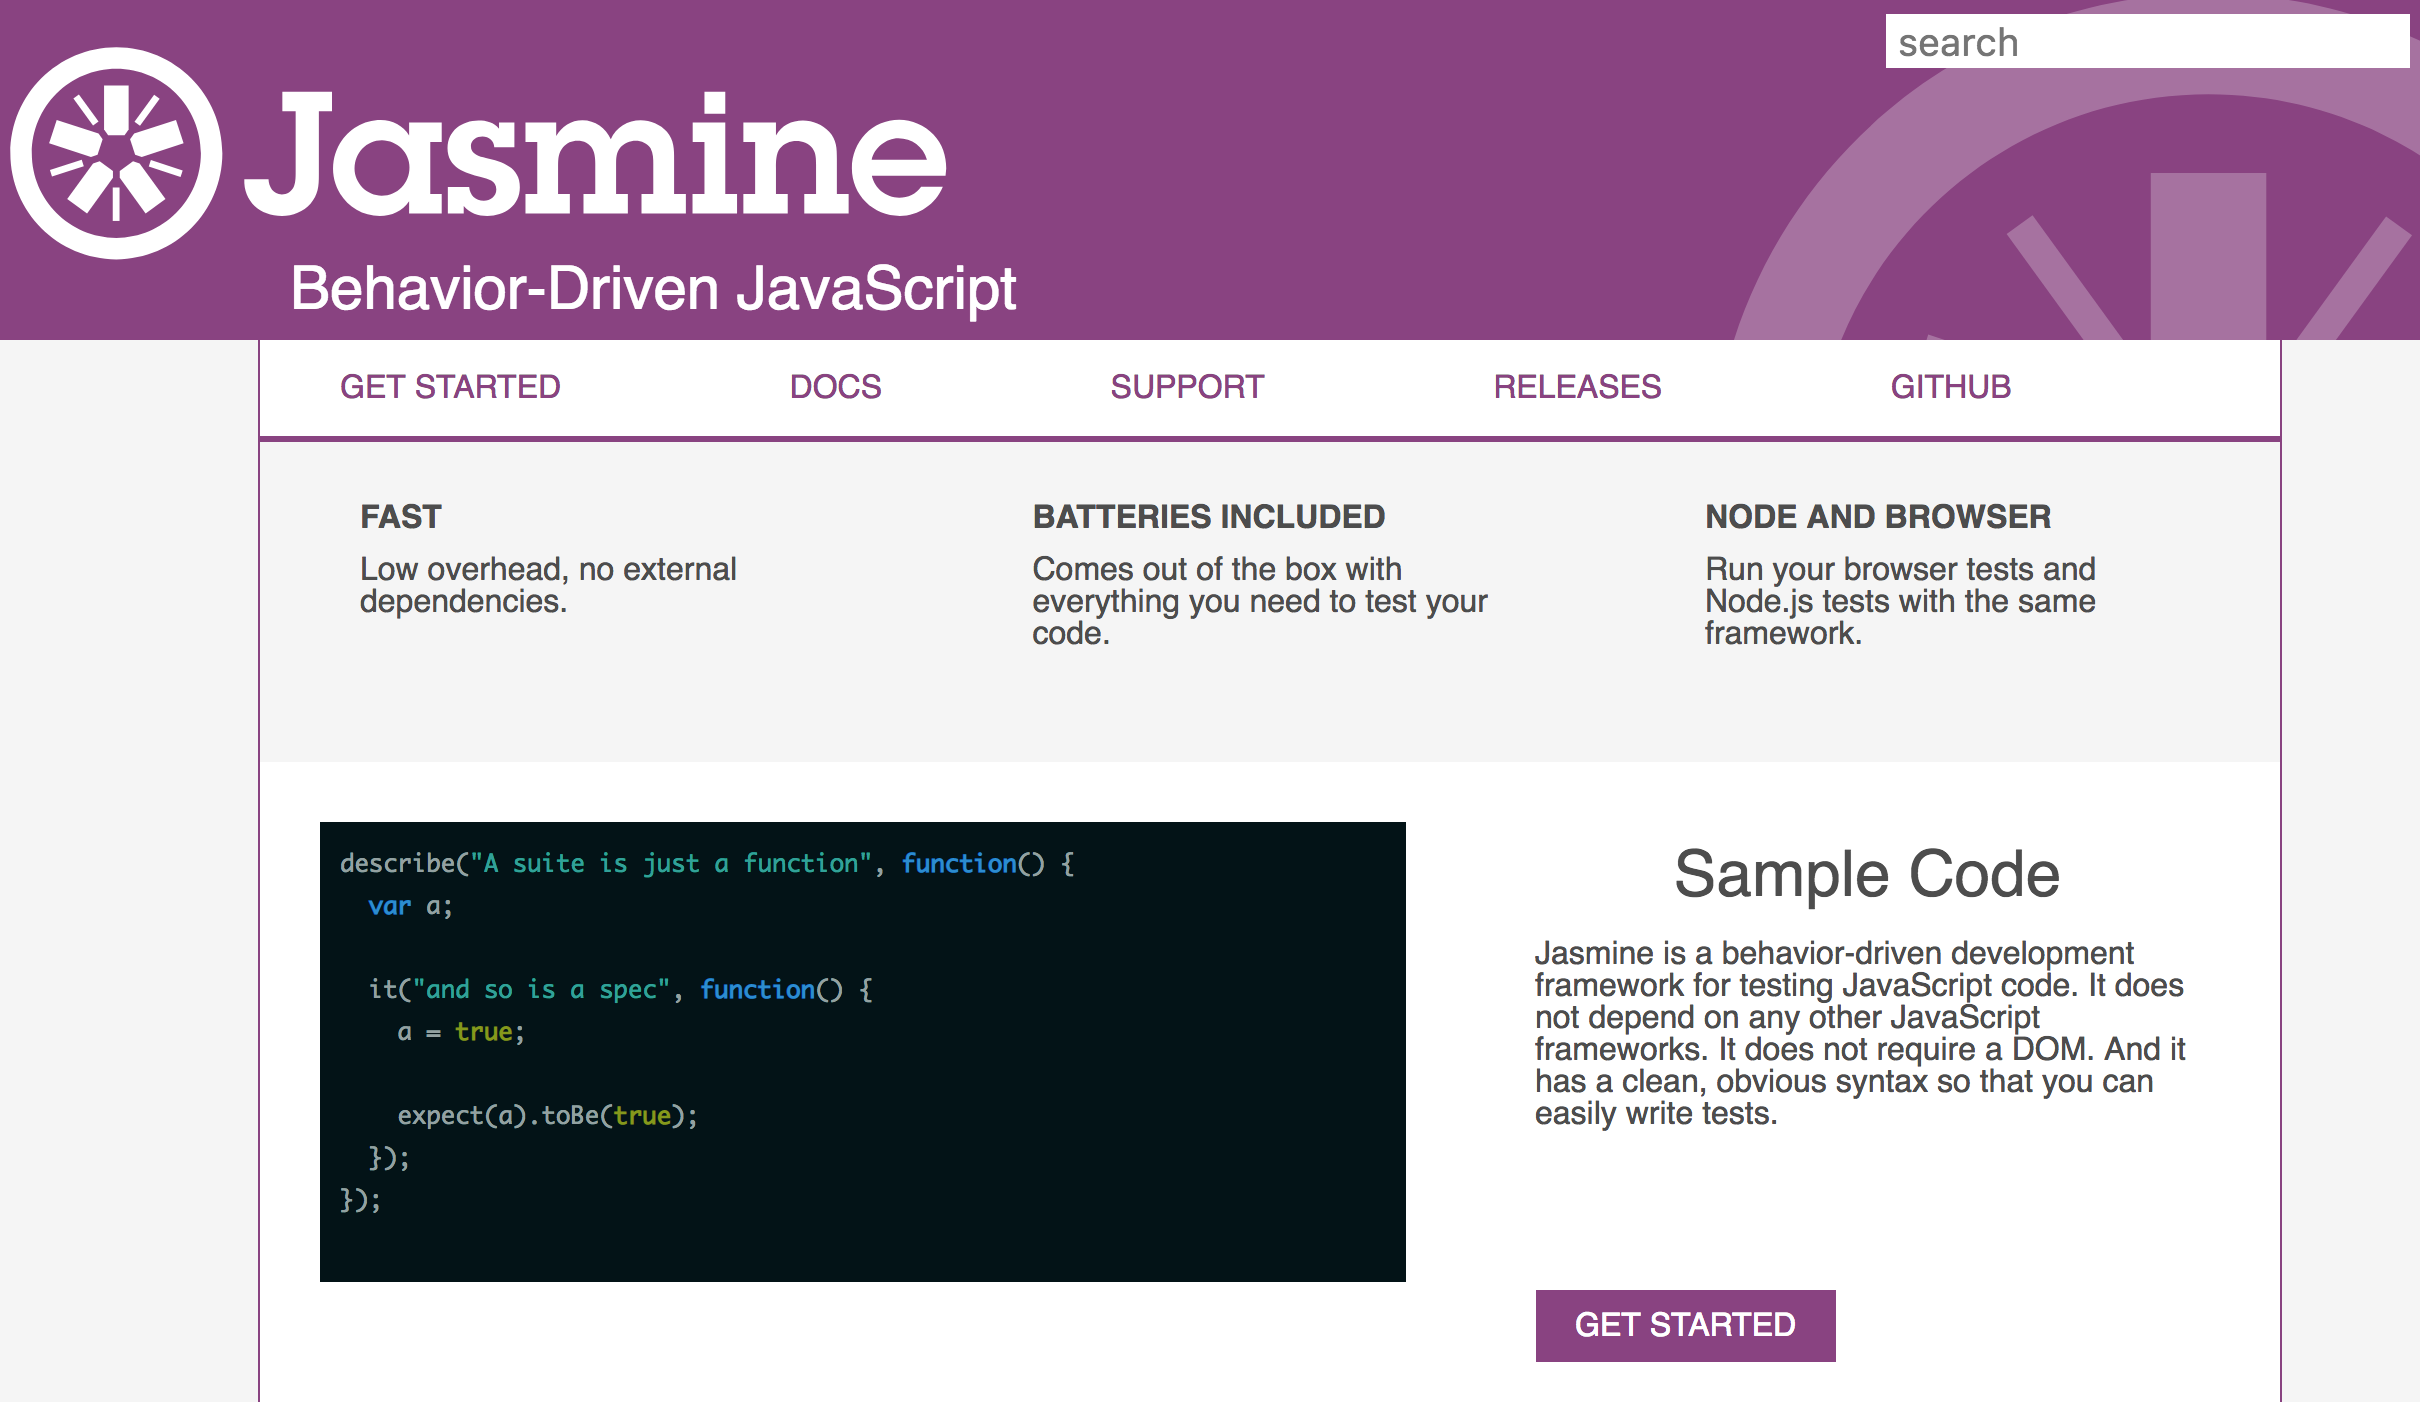 search
Jasmine
Behavior-Driven JavaScript
GET STARTED
DOCS
SUPPORT
RELEASES
GITHUB
FAST
Low overhead, no external
dependencies.
BATTERIES INCLUDED
Comes out of the box with
everything you need to test your
code.
NODE AND BROWSER
Run your browser tests and
Node.js tests with the same
framework.
describe("A suite is just a function", function() {
  var a;

  it("and so is a spec", function() {
    a = true;

    expect(a).toBe(true);
  });
});
Sample Code
Jasmine is a behavior-driven development
framework for testing JavaScript code. It does
not depend on any other JavaScript
frameworks. It does not require a DOM. And it
has a clean, obvious syntax so that you can
easily write tests.
GET STARTED